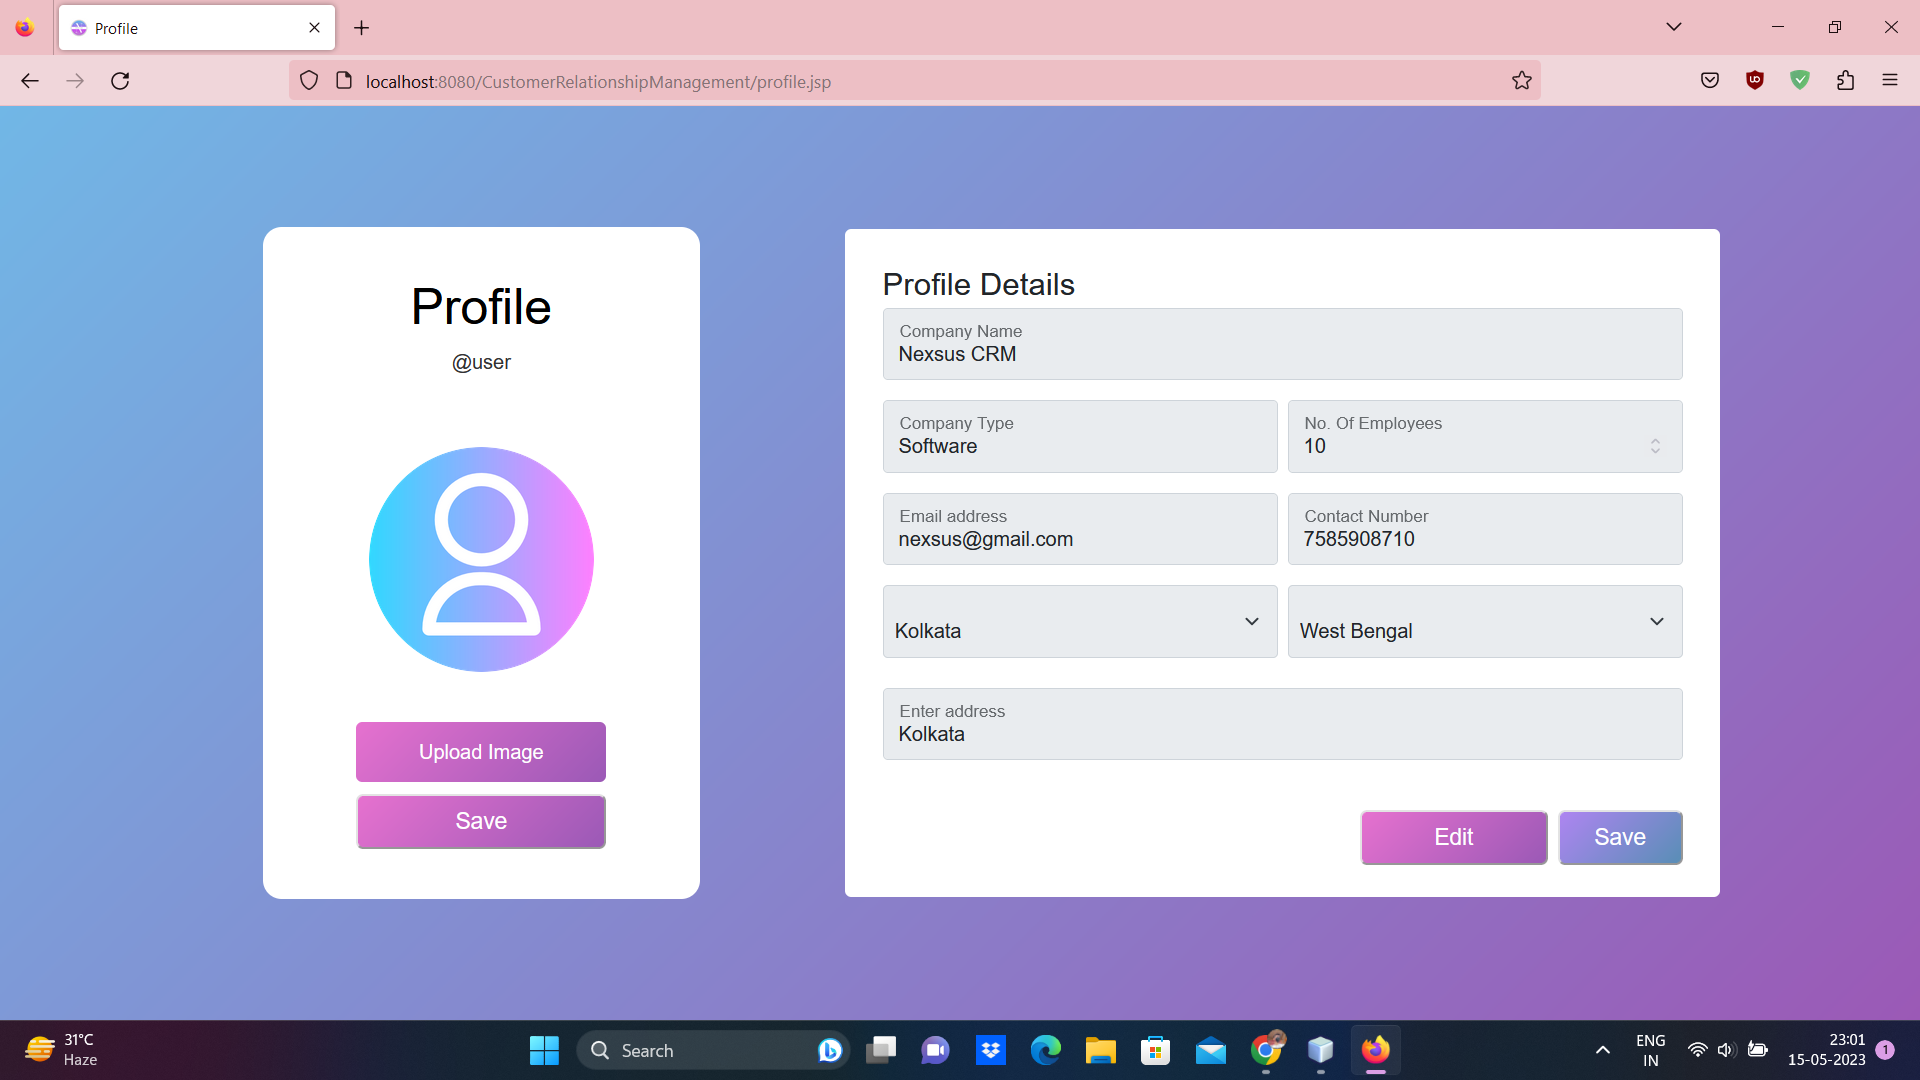 Profile
localhost:8080/CustomerRelationshipManagement/profile.jsp
Profile
@user
Upload Image
Save
Profile Details
Company Name
Nexsus CRM
Company Type
Software
No. Of Employees
10
Email address
nexsus@gmail.com
Contact Number
7585908710
Kolkata
West Bengal
Enter address
Kolkata
Edit
Save
31°C
Haze
Search
ENG
IN
23:01
15-05-2023
1